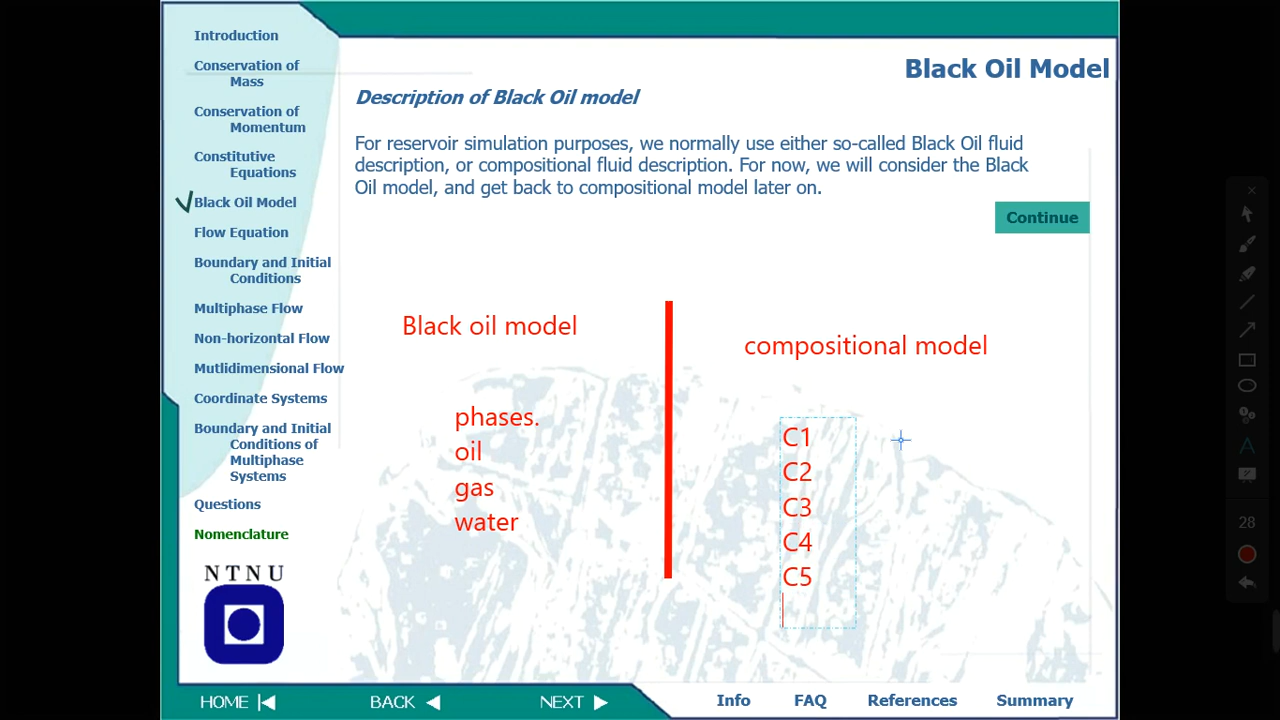 Introduction
Conservation of
Mass
Conservation of
Momentum
Constitutive
Equations
Black Oil Model
Flow Equation
Boundary and Initial
Conditions
Multiphase Flow
Non-horizontal Flow
Mutlidimensional Flow
Coordinate Systems
Boundary and Initial
Conditions of
Multiphase
Systems
Questions
Nomenclature
NTNU
Black Oil Model
Description of Black Oil model
For reservoir simulation purposes, we normally use either so-called Black Oil fluid
description, or compositional fluid description. For now, we will consider the Black
Oil model, and get back to compositional model later on.
Continue
Black oil model
phases.
oil
gas
water
compositional model
C1
C2
C3
C4
C5
28
HOME
BACK
NEXT
Info
FAQ
References
Summary